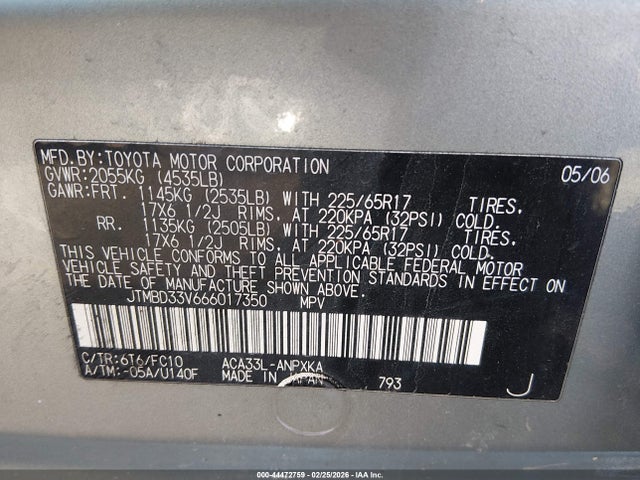 MFD.BY:TOYOTA MOTOR CORPORATION 05/06
GVWR:2055KG (4535LB)
GAWR:FRT. 1145KG (2535LB) WITH 225/65R17 TIRES,
17X6 1/2J RIMS, AT 220KPA (32PSI) COLD.
RR. 1135KG (2505LB) WITH 225/65R17 TIRES,
17X6 1/2J RIMS, AT 220KPA (32PSI) COLD.
THIS VEHICLE CONFORMS TO ALL APPLICABLE FEDERAL MOTOR
VEHICLE SAFETY AND THEFT PREVENTION STANDARDS IN EFFECT ON
THE DATE OF MANUFACTURE SHOWN ABOVE.
JTMBD33V666017350 MPV
C/TR:6T6/FC10 ACA33L-ANPXKA
A/TM:-05A/U140F MADE IN JAPAN 793 J
000-44472759 - 02/25/2026 - IAA Inc.